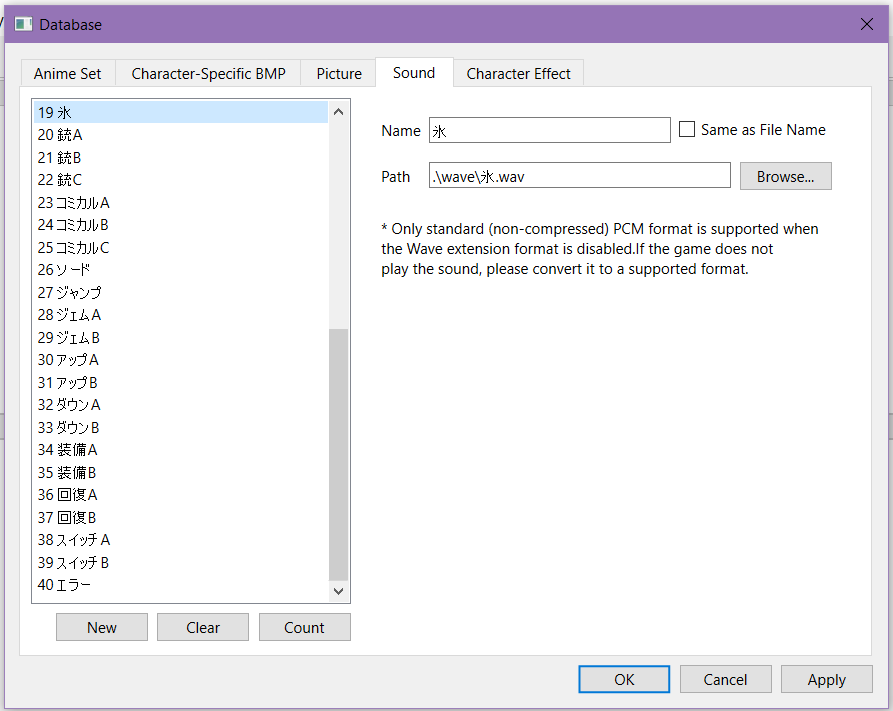 Database
Anime Set
Character-Specific BMP
Picture
Sound
Character Effect
19 氷
20 銃A
21 銃B
22 銃C
23 コミカルA
24 コミカルB
25 コミカルC
26 ソード
27 ジャンプ
28 ジェムA
29 ジェムB
30 アップA
31 アップB
32 ダウンA
33 ダウンB
34 装備A
35 装備B
36 回復A
37 回復B
38 スイッチA
39 スイッチB
40 エラー
New
Clear
Count
Name
氷
Same as File Name
Path
.\wave\氷.wav
Browse...
* Only standard (non-compressed) PCM format is supported when
the Wave extension format is disabled.If the game does not
play the sound, please convert it to a supported format.
OK
Cancel
Apply